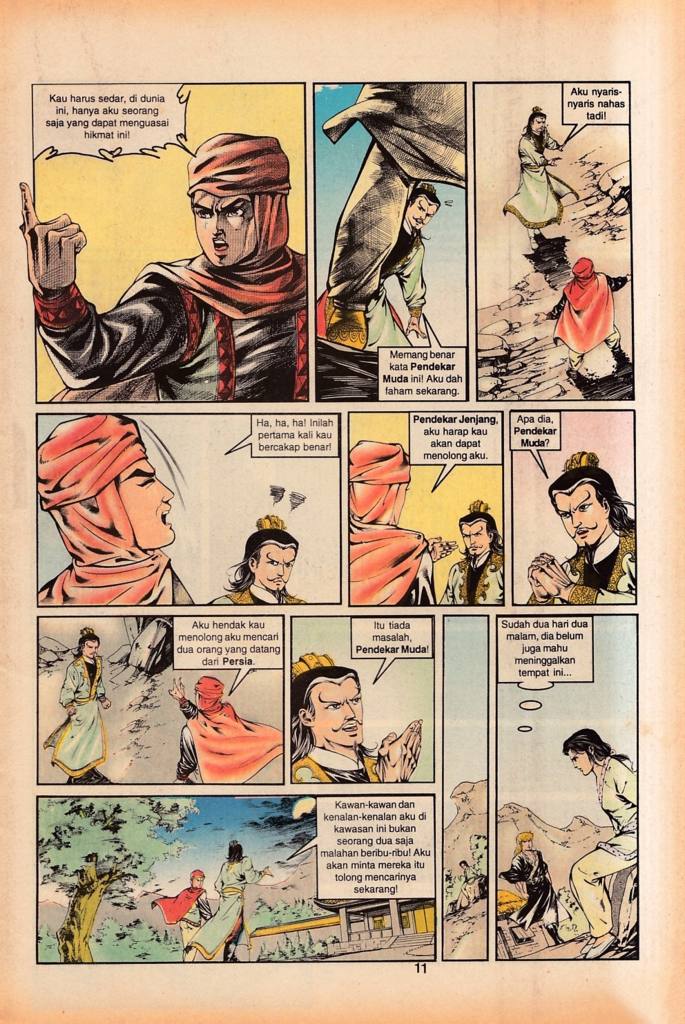 Kau harus sedar, di dunia
ini, hanya aku seorang
saja yang dapat menguasai
hikmat ini!
Memang benar
kata Pendekar
Muda ini! Aku dah
faham sekarang.
Aku nyaris-
nyaris nahas
tadi!
Ha, ha, ha! Inilah
pertama kali kau
bercakap benar!
Pendekar Jenjang,
aku harap kau
akan dapat
menolong aku.
Apa dia,
Pendekar
Muda?
Aku hendak kau
menolong aku mencari
dua orang yang datang
dari Persia.
Itu tiada
masalah,
Pendekar Muda!
Kawan-kawan dan
kenalan-kenalan aku di
kawasan ini bukan
seorang dua saja
malahan beribu-ribu! Aku
akan minta mereka itu
tolong mencarinya
sekarang!
Sudah dua hari dua
malam, dia belum
juga mahu
meninggalkan
tempat ini...
11